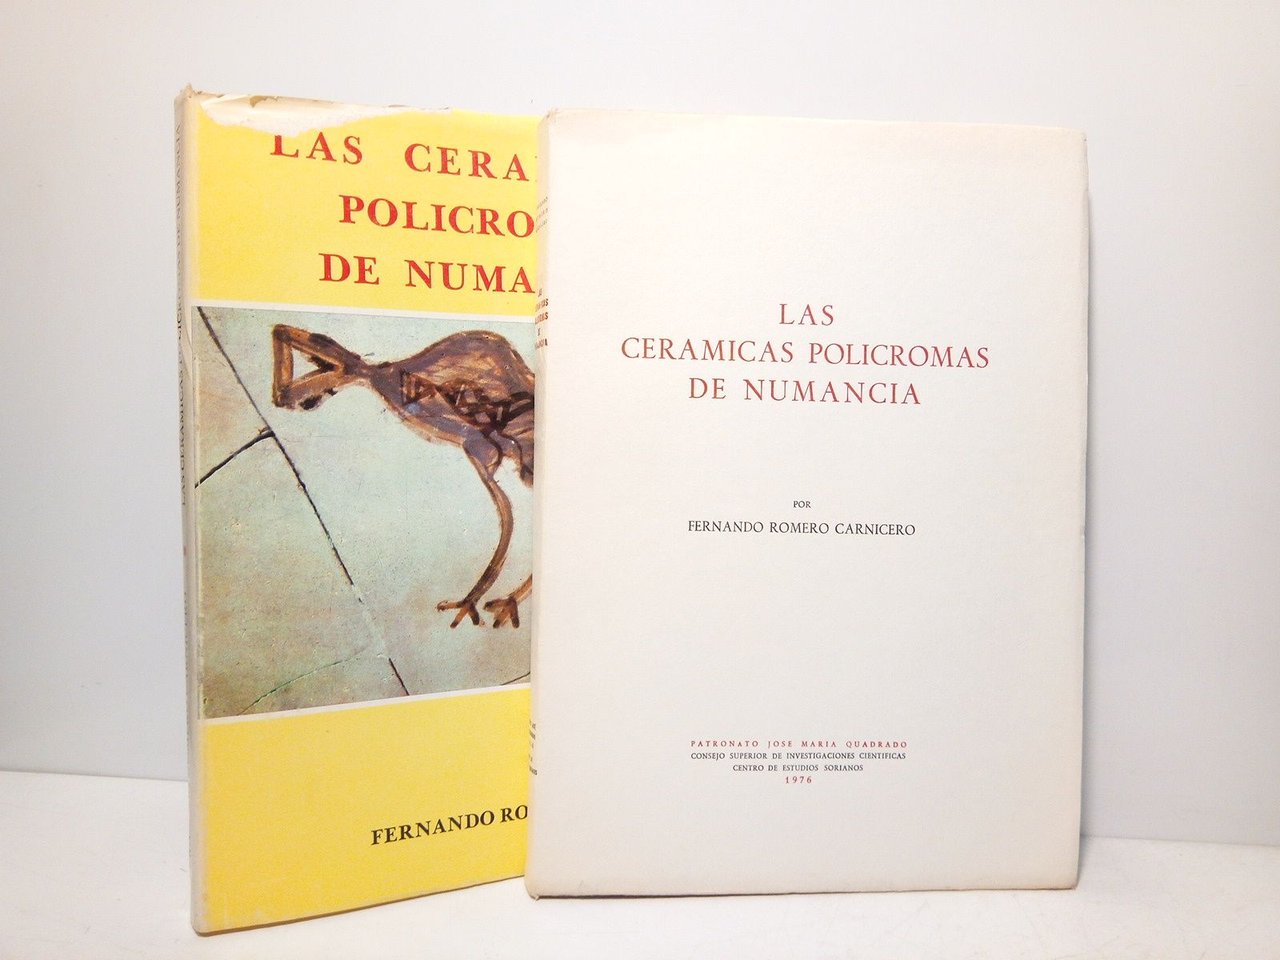 LAS CERA
POLICRO
DE NUMA
FERNANDO RO
LAS
CERAMICAS POLICROMAS
DE NUMANCIA
POR
FERNANDO ROMERO CARNICERO
PATRONATO JOSE MARIA QUADRADO
CONSEJO SUPERIOR DE INVESTIGACIONES CIENTIFICAS
CENTRO DE ESTUDIOS SORIANOS
1976